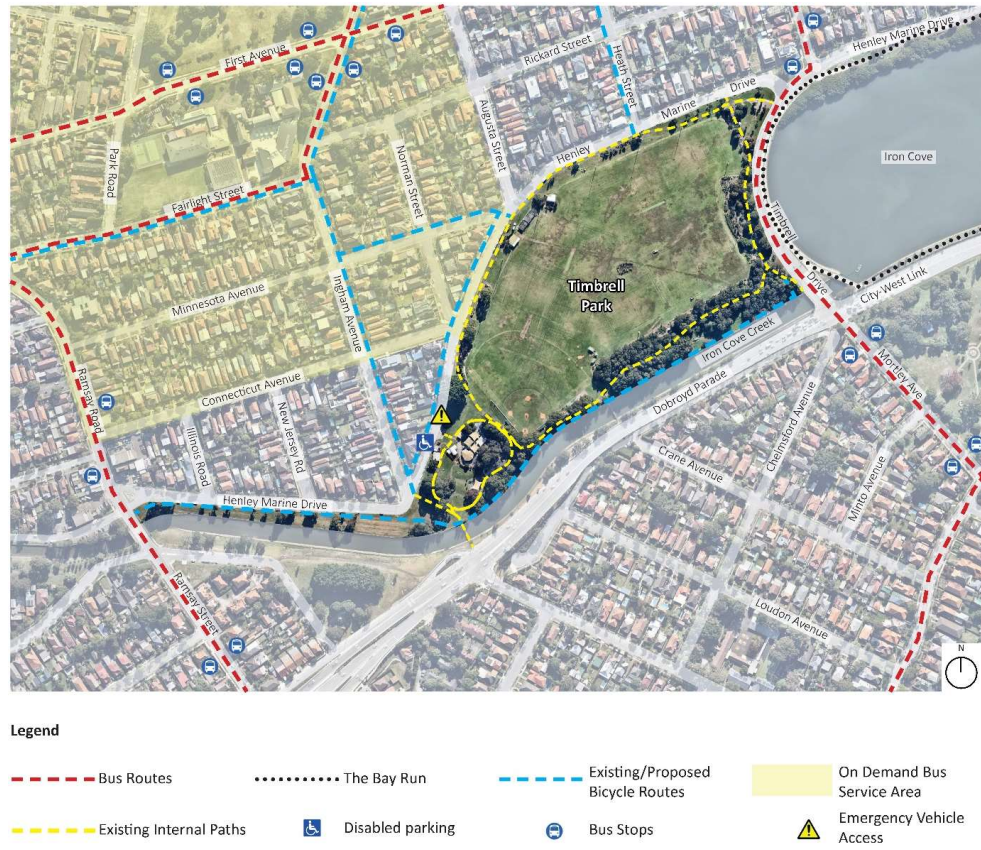 First Avenue
Rickard Street
Heath Street
Henley Marine Drive
Henley
Marine
Drive
Augusta Street
Park Road
Norman Street
Iron Cove
Fairlight Street
Timbrell
Drive
Timbrell
Park
City-West Link
Minnesota Avenue
Ingham Avenue
Iron Cove Creek
Mortley Ave
Ramsay Road
Connecticut Avenue
Dobroyd Parade
Illinois Road
New Jersey Rd
Chelmsford Avenue
Crane Avenue
Minto Avenue
Henley Marine Drive
Ramsay Street
Loudon Avenue
N
Legend
Bus Routes
The Bay Run
Existing/Proposed
Bicycle Routes
On Demand Bus
Service Area
Existing Internal Paths
Disabled parking
Bus Stops
Emergency Vehicle
Access